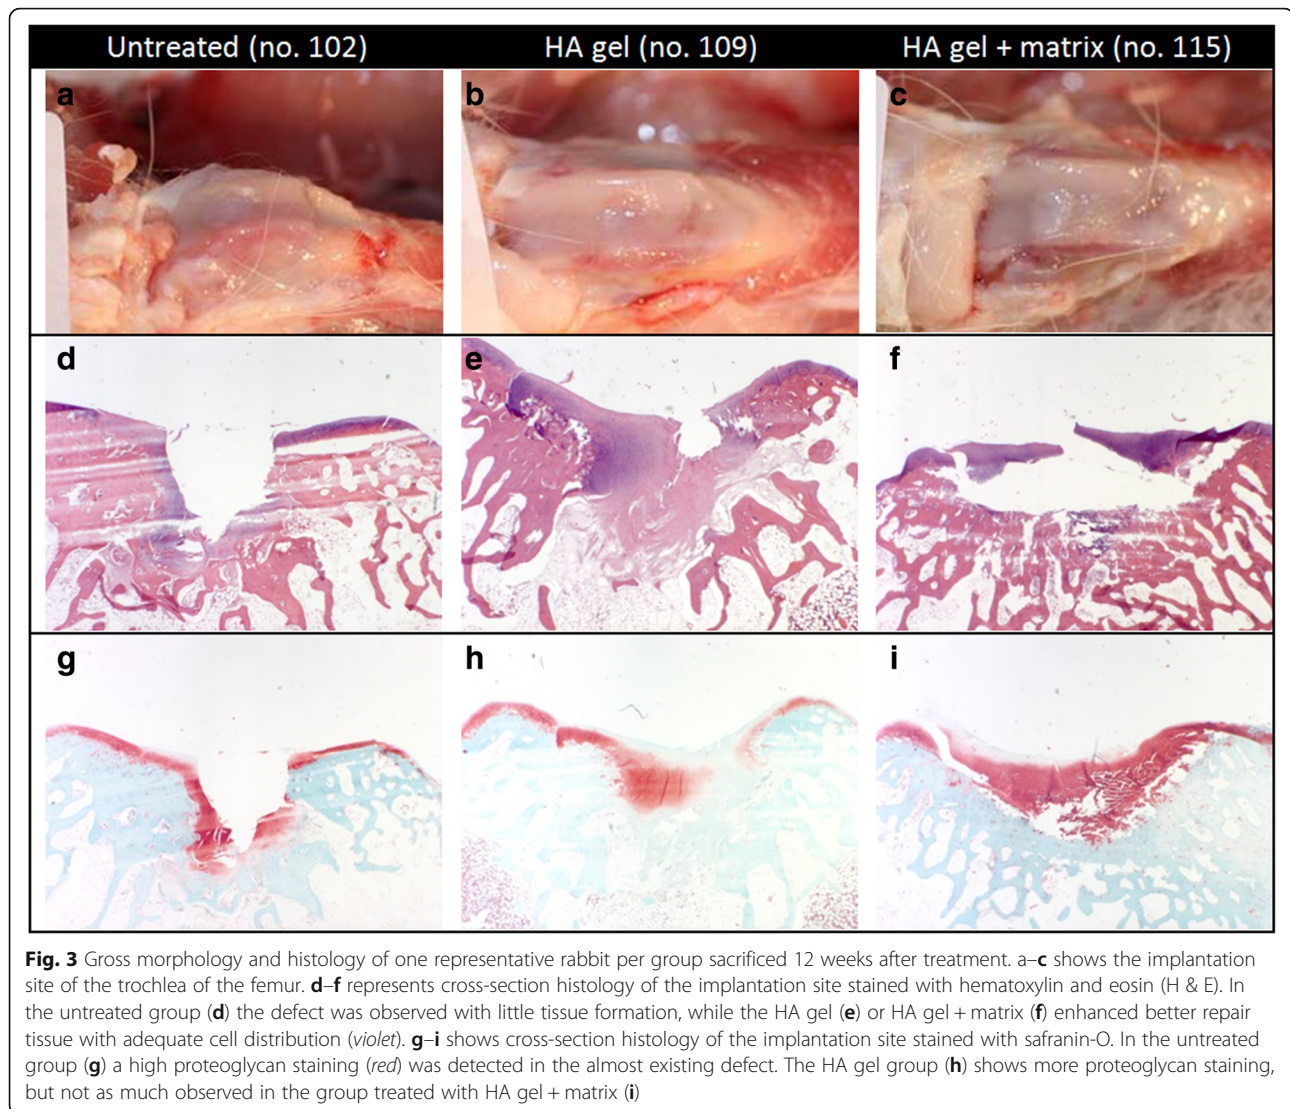 Untreated (no. 102)
HA gel (no. 109)
HA gel + matrix (no. 115)
a
b
c
d
e
f
g
h
i
Fig. 3 Gross morphology and histology of one representative rabbit per group sacrificed 12 weeks after treatment. a–c shows the implantation
site of the trochlea of the femur. d–f represents cross-section histology of the implantation site stained with hematoxylin and eosin (H & E). In
the untreated group (d) the defect was observed with little tissue formation, while the HA gel (e) or HA gel + matrix (f) enhanced better repair
tissue with adequate cell distribution (violet). g–i shows cross-section histology of the implantation site stained with safranin-O. In the untreated
group (g) a high proteoglycan staining (red) was detected in the almost existing defect. The HA gel group (h) shows more proteoglycan staining,
but not as much observed in the group treated with HA gel + matrix (i)